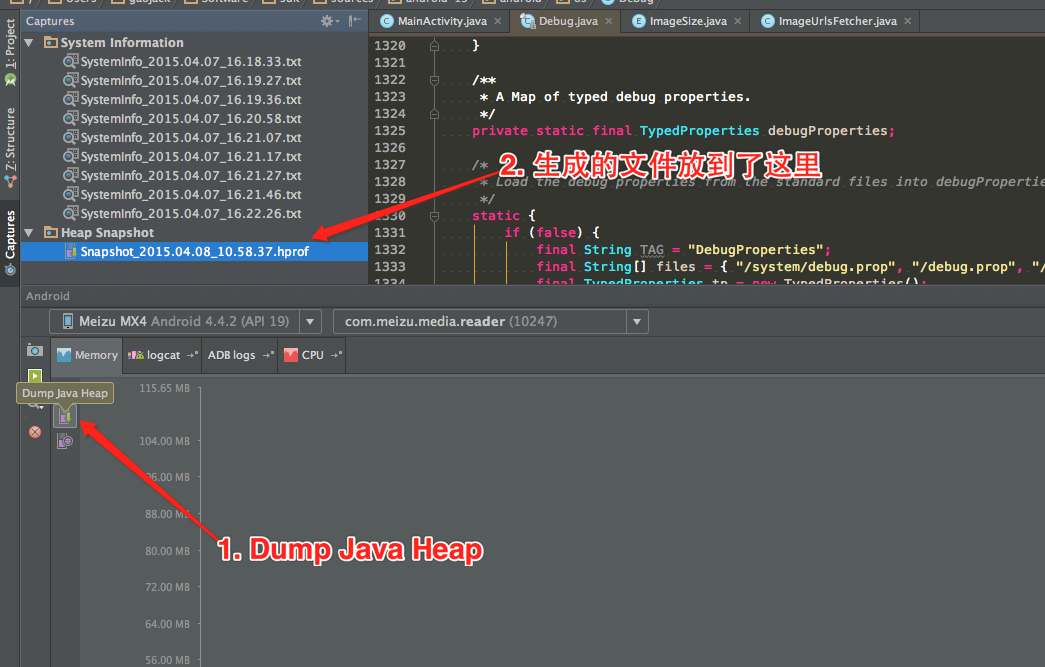 Captures
MainActivity.java
Debug.java
ImageSize.java
ImageUrlsFetcher.java
1: Project
Z: Structure
Captures
System Information
SystemInfo_2015.04.07_16.18.33.txt
SystemInfo_2015.04.07_16.19.27.txt
SystemInfo_2015.04.07_16.19.36.txt
SystemInfo_2015.04.07_16.20.58.txt
SystemInfo_2015.04.07_16.21.07.txt
SystemInfo_2015.04.07_16.21.17.txt
SystemInfo_2015.04.07_16.21.27.txt
SystemInfo_2015.04.07_16.21.46.txt
SystemInfo_2015.04.07_16.22.26.txt
Heap Snapshot
Snapshot_2015.04.08_10.58.37.hprof
1320 }
1321
1322 /**
1323 * A Map of typed debug properties.
1324 */
1325 private static final TypedProperties debugProperties;
1326
1327 /*
2. 生成的文件放到了这里
1328 * Load the debug properties from the standard files into debugPropertie
1329 */
1330 static {
1331 if (false) {
1332 final String TAG = "DebugProperties";
1333 final String[] files = { "/system/debug.prop", "/debug.prop", "/
1334 final TypedProperties tp = new TypedProperties();
Android
Meizu MX4 Android 4.4.2 (API 19)
com.meizu.media.reader (10247)
Memory
logcat
ADB logs
CPU
Dump Java Heap
115.65 MB
104.00 MB
96.00 MB
88.00 MB
80.00 MB
72.00 MB
64.00 MB
56.00 MB
1. Dump Java Heap